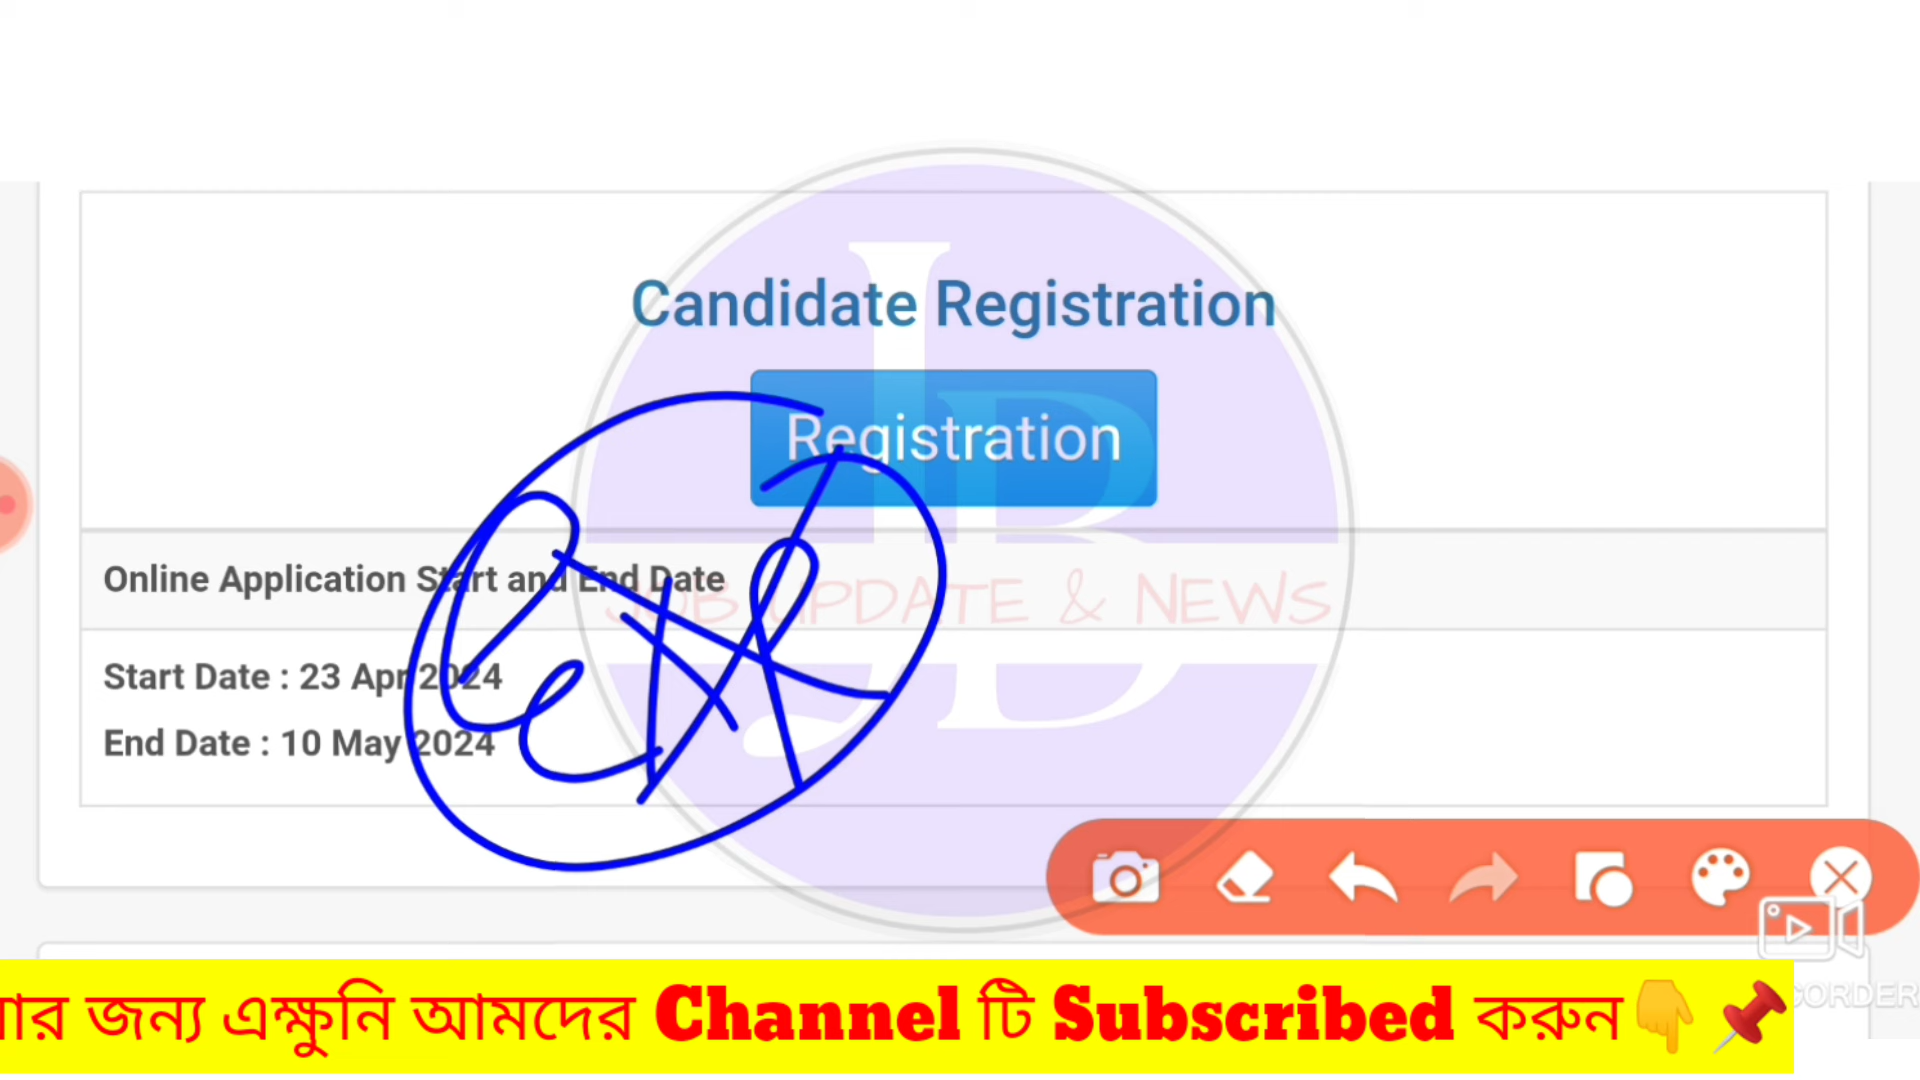 Candidate Registration
Registration
JB
JOB UPDATE & NEWS
Online Application Start and End Date
Start Date : 23 Apr 2024
End Date : 10 May 2024
জন্য এক্ষুনি আমদের Channel টি Subscribed করুন👇📌